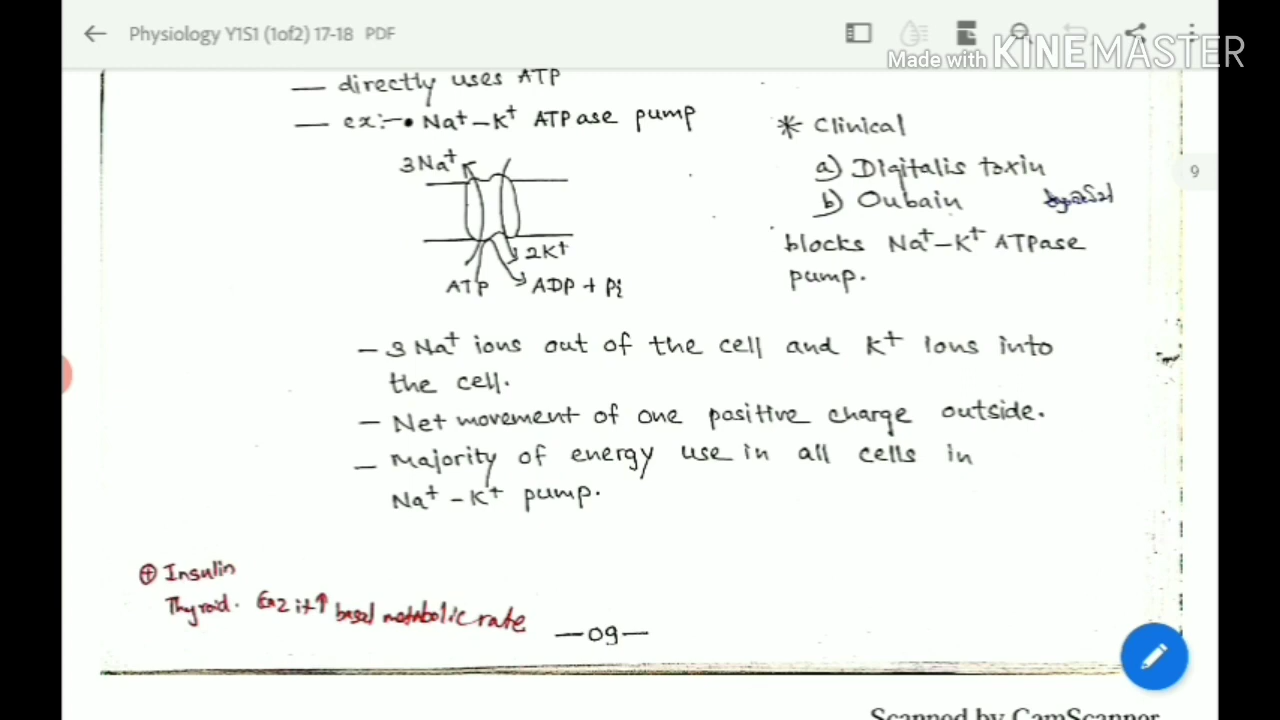 Physiology Y1S1 (1of2) 17-18 PDF
Made with KINEMASTER
— directly uses ATP
— ex:-• Na+ – K+ ATPase pump
3Na+
2K+
ATP
ADP + Pi
* Clinical
a) Digitalis toxin
b) Oubain
blocks Na+ – K+ ATPase
pump.
9
– 3 Na+ ions out of the cell and K+ ions into
the cell.
– Net movement of one positive charge outside.
– Majority of energy use in all cells in
Na+ – K+ pump.
⊕ Insulin
Thyroid. it↑ basal metabolic rate
—09—
Scanned by CamScanner